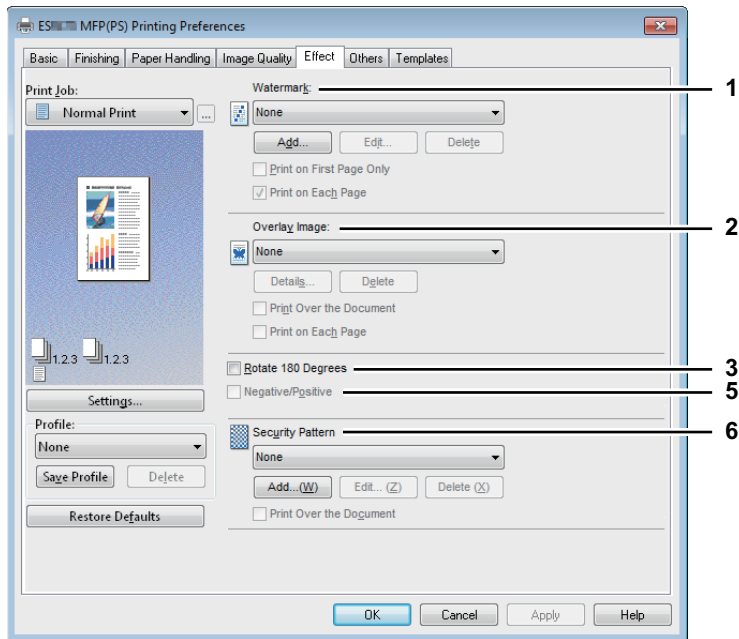 ES MFP(PS) Printing Preferences
Basic Finishing Paper Handling Image Quality Effect Others Templates
Print Job:
Normal Print ...
1.2.3 1.2.3
Settings...
Profile:
None
Save Profile Delete
Restore Defaults
Watermark: 1
None
Add... Edit... Delete
Print on First Page Only
Print on Each Page
Overlay Image: 2
None
Details... Delete
Print Over the Document
Print on Each Page
Rotate 180 Degrees 3
Negative/Positive 5
Security Pattern 6
None
Add...(W) Edit... (Z) Delete (X)
Print Over the Document
OK Cancel Apply Help